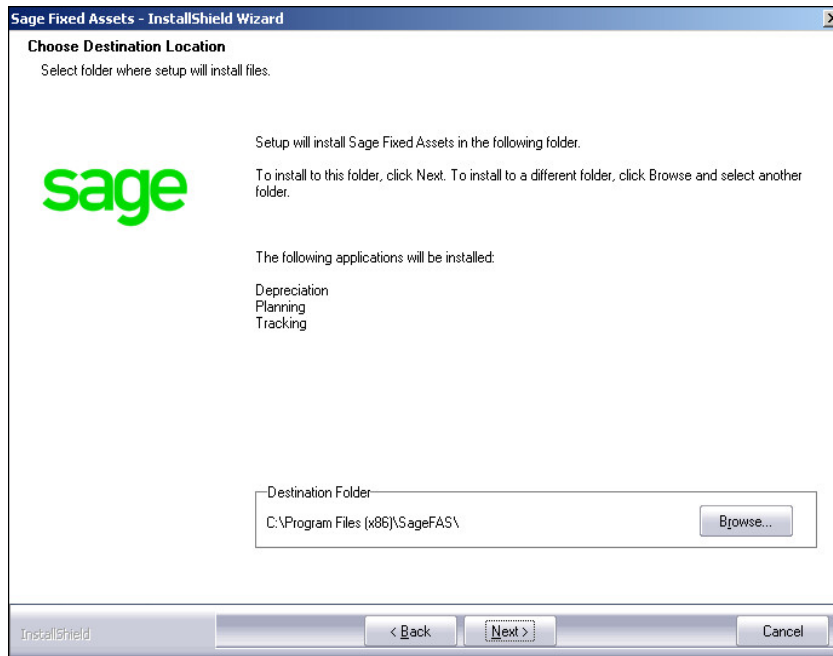 Sage Fixed Assets - InstallShield Wizard
Choose Destination Location
Select folder where setup will install files.
sage
Setup will install Sage Fixed Assets in the following folder.
To install to this folder, click Next. To install to a different folder, click Browse and select another
folder.
The following applications will be installed:
Depreciation
Planning
Tracking
Destination Folder
C:\Program Files (x86)\SageFAS\
Browse...
InstallShield
< Back
Next >
Cancel